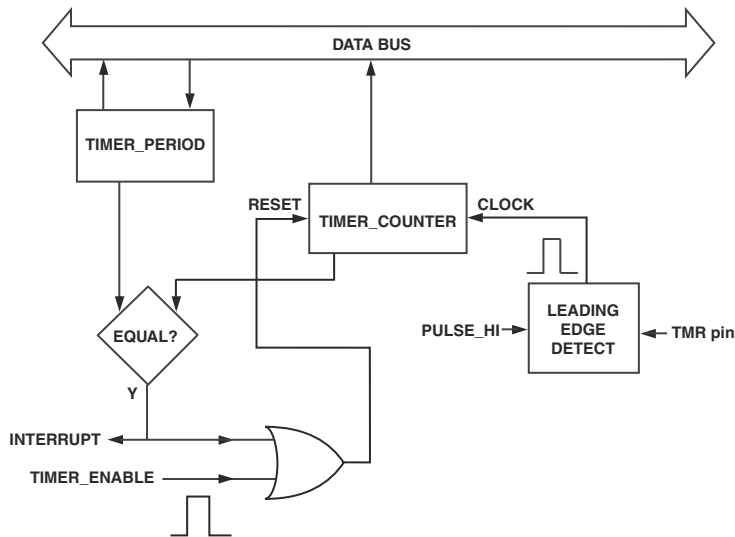 DATA BUS
TIMER_PERIOD
RESET
TIMER_COUNTER
CLOCK
LEADING
EDGE
DETECT
PULSE_HI
TMR pin
EQUAL?
Y
INTERRUPT
TIMER_ENABLE